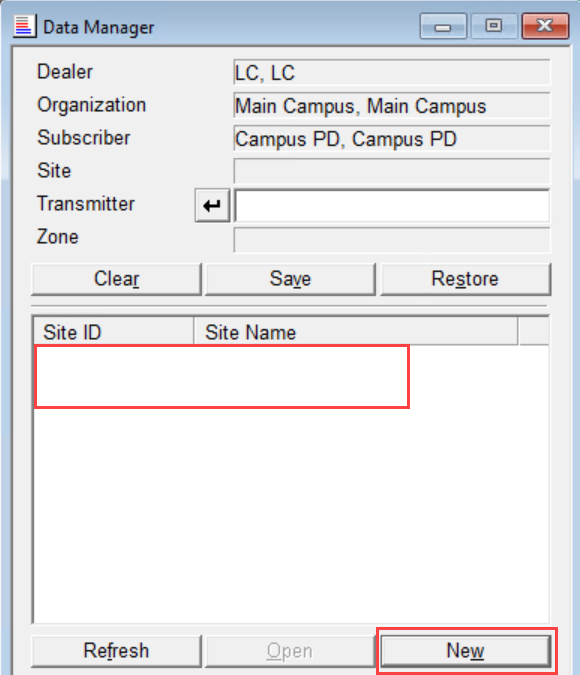 Data Manager
Dealer LC, LC
Organization Main Campus, Main Campus
Subscriber Campus PD, Campus PD
Site
Transmitter
Zone
Clear Save Restore
Site ID Site Name
Refresh Open New